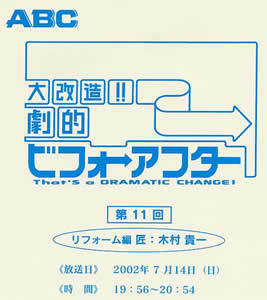 ABC
大改造!!
劇的
ビフォーアフター
That's a DRAMATIC CHANGE!
第11回
リフォーム編 匠：木村 貴一
《放送日》 2002年7月14日（日）
《時 間》 19：56〜20：54